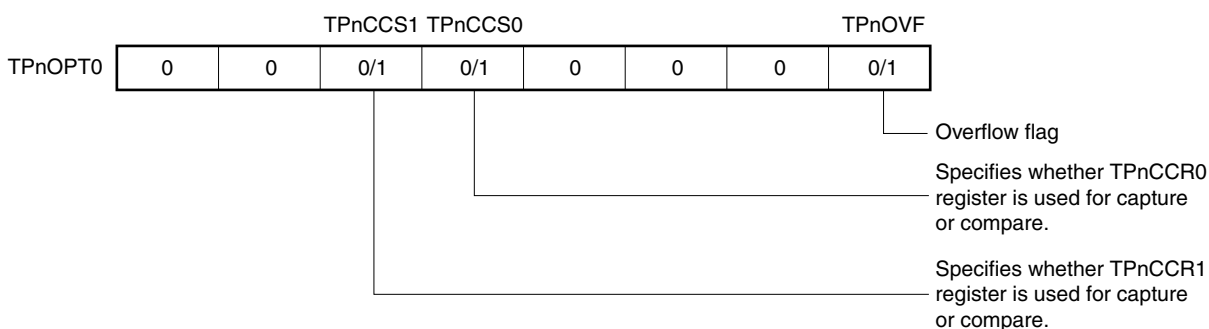 TPnCCS1 TPnCCS0 TPnOVF
TPnOPT0 0 0 0/1 0/1 0 0 0 0/1
Overflow flag
Specifies whether TPnCCR0
register is used for capture
or compare.
Specifies whether TPnCCR1
register is used for capture
or compare.